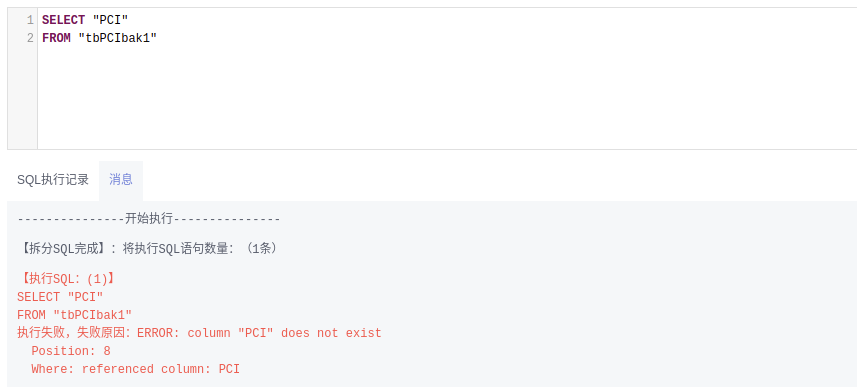 1 SELECT "PCI"
2 FROM "tbPCIbak1"
SQL执行记录 消息
---------------开始执行---------------
【拆分SQL完成】：将执行SQL语句数量：（1条）
【执行SQL：(1)】
SELECT "PCI"
FROM "tbPCIbak1"
执行失败，失败原因：ERROR: column "PCI" does not exist
Position: 8
Where: referenced column: PCI